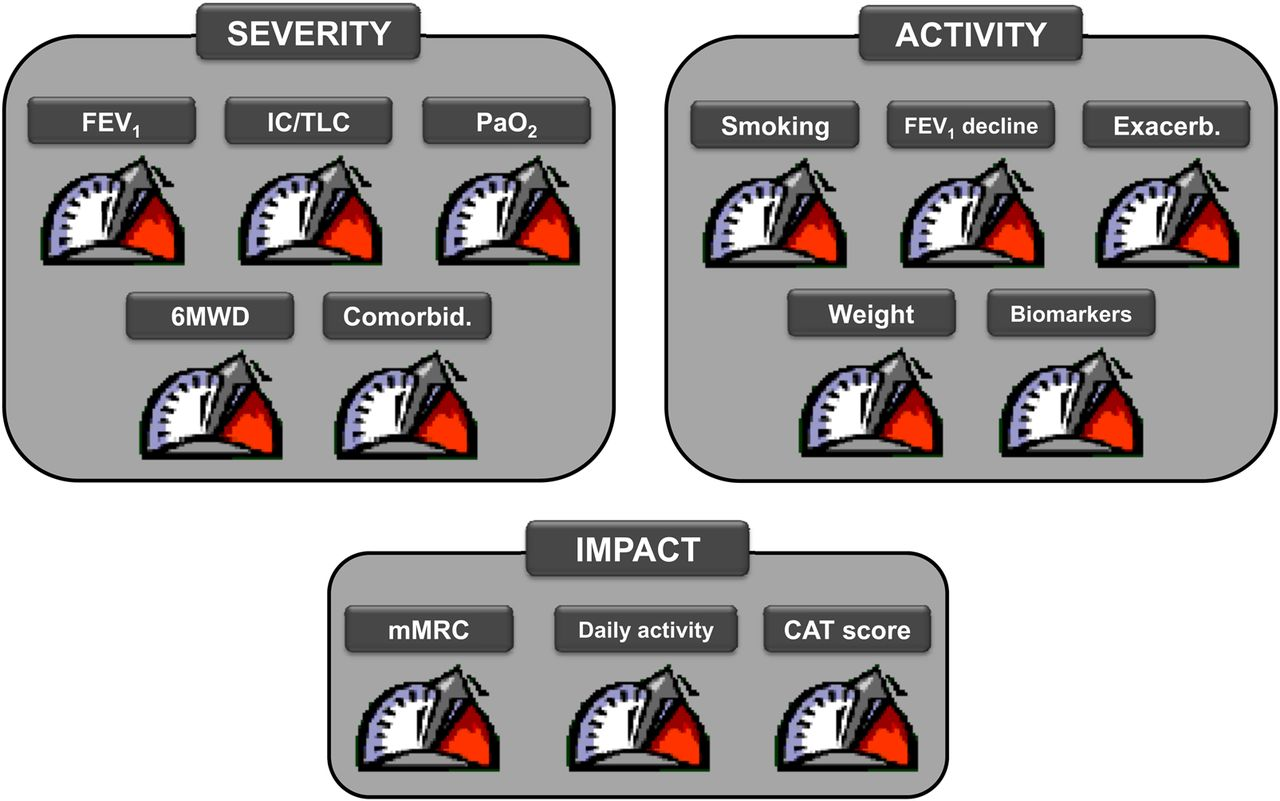 SEVERITY
FEV₁
IC/TLC
PaO₂
6MWD
Comorbid.
ACTIVITY
Smoking
FEV₁ decline
Exacerb.
Weight
Biomarkers
IMPACT
mMRC
Daily activity
CAT score